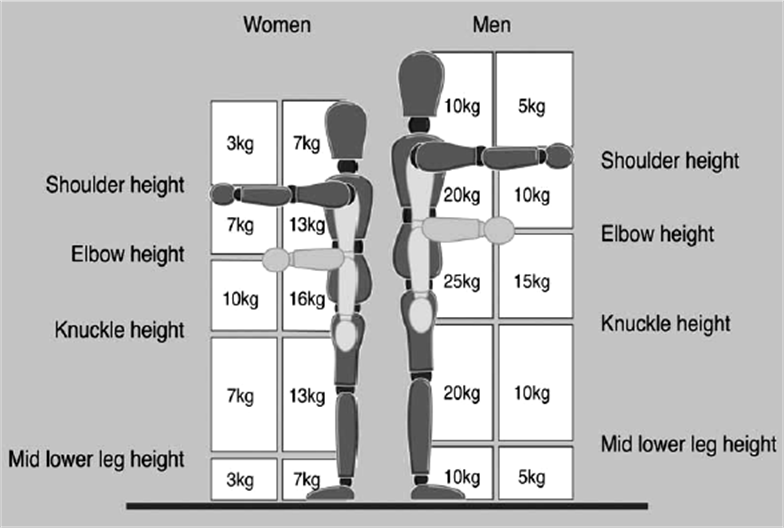 Women Men
3kg 7kg 10kg 5kg
Shoulder height Shoulder height
7kg 13kg 20kg 10kg
Elbow height Elbow height
10kg 16kg 25kg 15kg
Knuckle height Knuckle height
7kg 13kg 20kg 10kg
Mid lower leg height Mid lower leg height
3kg 7kg 10kg 5kg